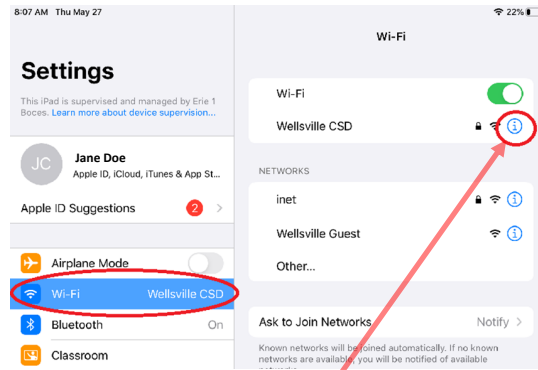 8:07 AM Thu May 27
22%
Settings
This iPad is supervised and managed by Erie 1
Boces. Learn more about device supervision...
JC
Jane Doe
Apple ID, iCloud, iTunes & App St...
Apple ID Suggestions
2
Airplane Mode
Wi-Fi
Wellsville CSD
Bluetooth
On
Classroom
Wi-Fi
Wi-Fi
Wellsville CSD
NETWORKS
inet
Wellsville Guest
Other...
Ask to Join Networks
Notify
Known networks will be joined automatically. If no known
networks are available, you will be notified of available